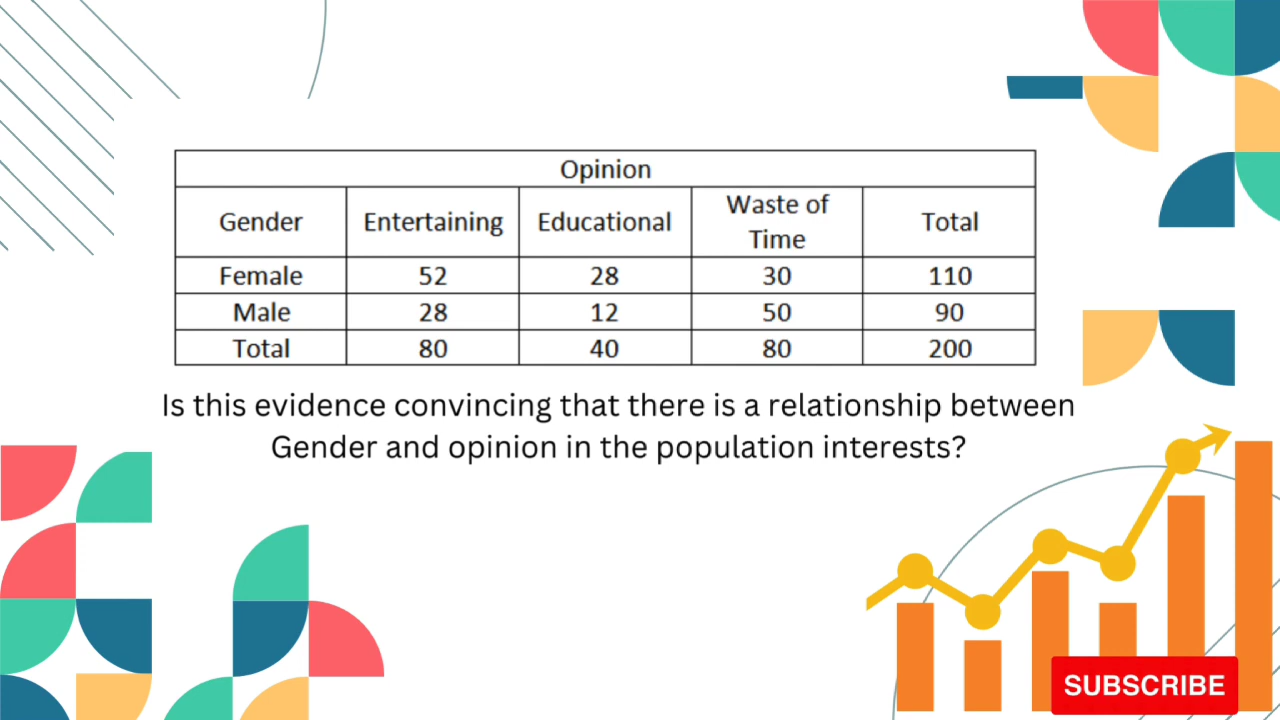 Opinion
Gender Entertaining Educational Waste of Time Total
Female 52 28 30 110
Male 28 12 50 90
Total 80 40 80 200
Is this evidence convincing that there is a relationship between
Gender and opinion in the population interests?
SUBSCRIBE